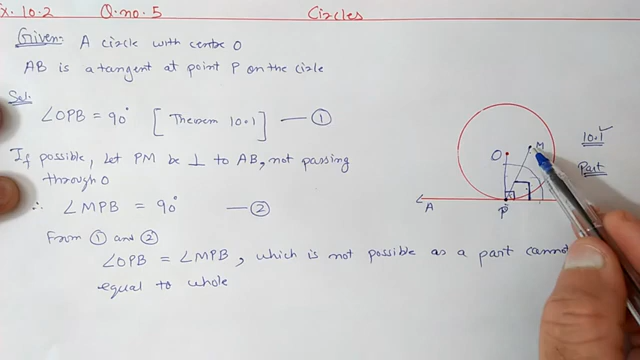 Ex. 10.2 Q.no. 5 Circles
Given:- A circle with centre O
AB is a tangent at point P on the circle
Sol:
∠OPB = 90° [Theorem 10.1] — ①
If possible, Let PM be ⊥ to AB, not passing
through O
∴ ∠MPB = 90° — ②
From ① and ②
∠OPB = ∠MPB, which is not possible as a part cannot
equal to whole
10.1 ✓
Part
O M
A P